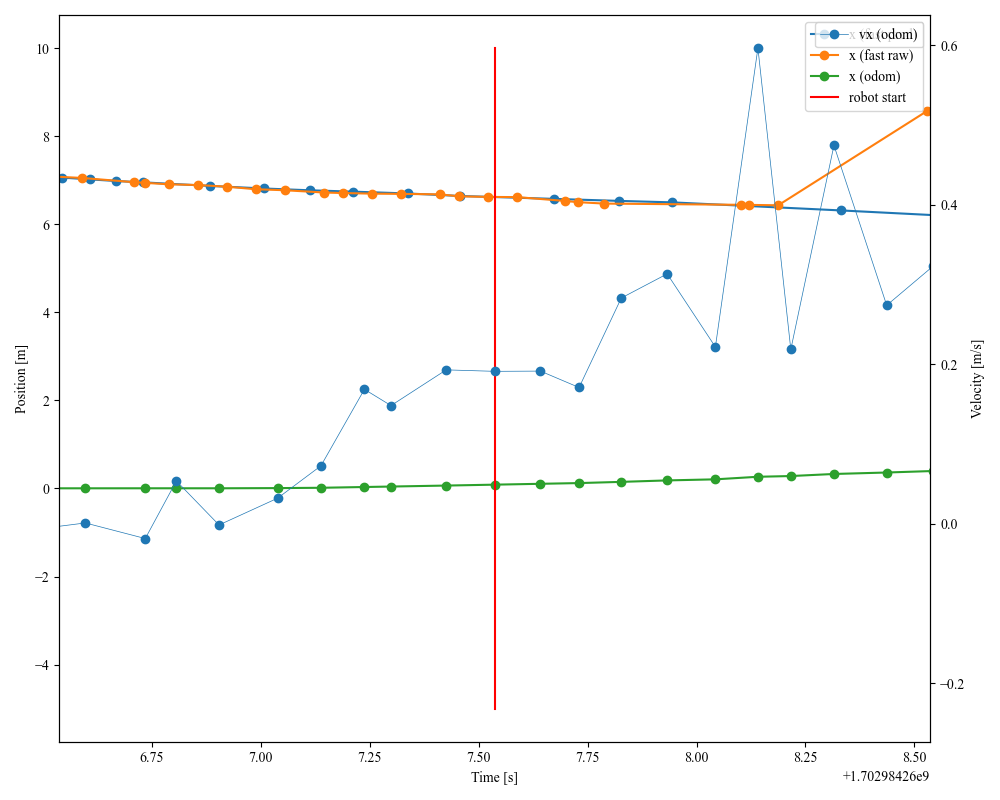 10
8
6
4
2
0
−2
−4
Position [m]
6.75
7.00
7.25
7.50
7.75
8.00
8.25
8.50
Time [s]
+1.70298426e9
0.6
0.4
0.2
0.0
−0.2
Velocity [m/s]
vx (odom)
x (fast raw)
x (odom)
robot start